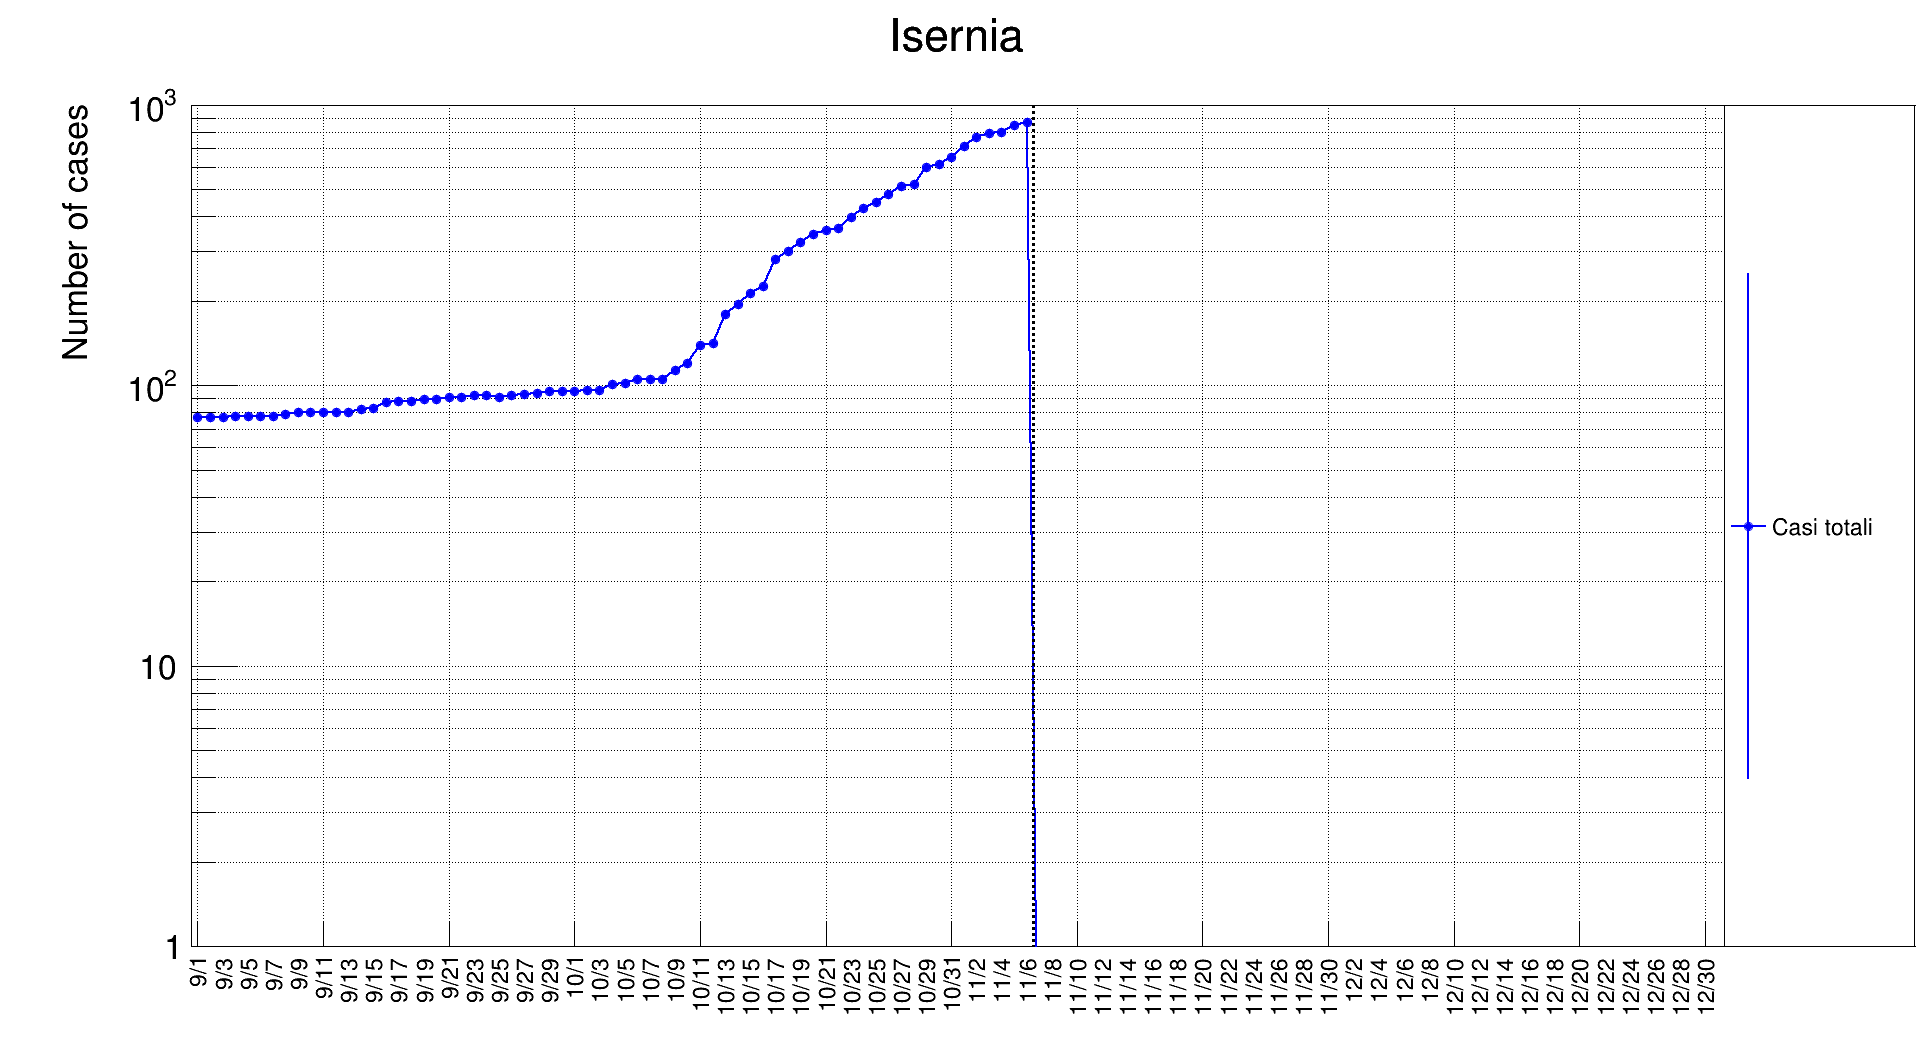 Isernia
Number of cases
10³
10²
10
1
9/1 9/3 9/5 9/7 9/9 9/11 9/13 9/15 9/17 9/19 9/21 9/23 9/25 9/27 9/29 10/1 10/3 10/5 10/7 10/9 10/11 10/13 10/15 10/17 10/19 10/21 10/23 10/25 10/27 10/29 10/31 11/2 11/4 11/6 11/8 11/10 11/12 11/14 11/16 11/18 11/20 11/22 11/24 11/26 11/28 11/30 12/2 12/4 12/6 12/8 12/10 12/12 12/14 12/16 12/18 12/20 12/22 12/24 12/26 12/28 12/30
Casi totali